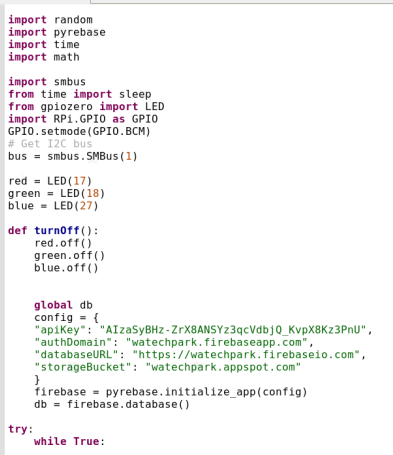 import random
import pyrebase
import time
import math

import smbus
from time import sleep
from gpiozero import LED
import RPi.GPIO as GPIO
GPIO.setmode(GPIO.BCM)
# Get I2C bus
bus = smbus.SMBus(1)

red = LED(17)
green = LED(18)
blue = LED(27)

def turnOff():
    red.off()
    green.off()
    blue.off()


    global db
    config = {
    "apiKey": "AIzaSyBHz-ZrX8ANSYz3qcVdbjQ_KvpX8Kz3PnU",
    "authDomain": "watechpark.firebaseapp.com",
    "databaseURL": "https://watechpark.firebaseio.com",
    "storageBucket": "watechpark.appspot.com"
    }
    firebase = pyrebase.initialize_app(config)
    db = firebase.database()

try:
    while True: